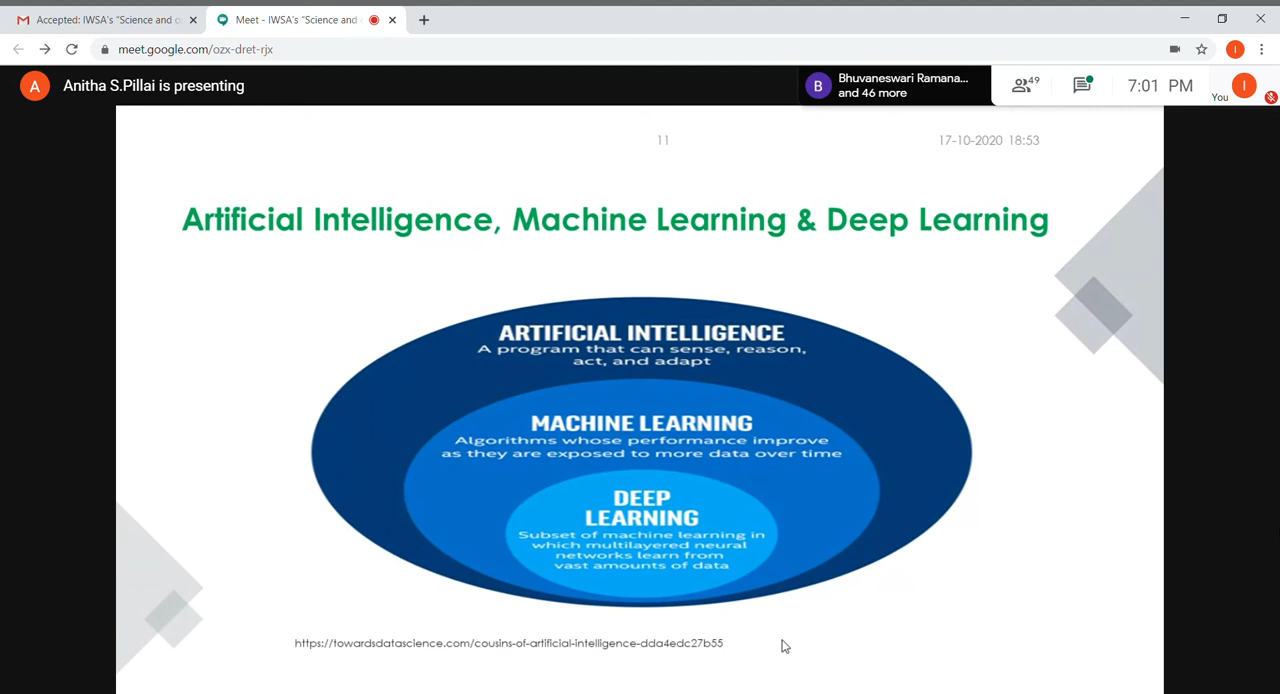 Accepted: IWSA's "Science and o
Meet - IWSA's "Science and
meet.google.com/ozx-dret-rjx
I
A
Anitha S.Pillai is presenting
B
Bhuvaneswari Ramana...
and 46 more
49
7:01 PM
You
I
11
17-10-2020 18:53
Artificial Intelligence, Machine Learning & Deep Learning
ARTIFICIAL INTELLIGENCE
A program that can sense, reason,
act, and adapt
MACHINE LEARNING
Algorithms whose performance improve
as they are exposed to more data over time
DEEP
LEARNING
Subset of machine learning in
which multilayered neural
networks learn from
vast amounts of data
https://towardsdatascience.com/cousins-of-artificial-intelligence-dda4edc27b55